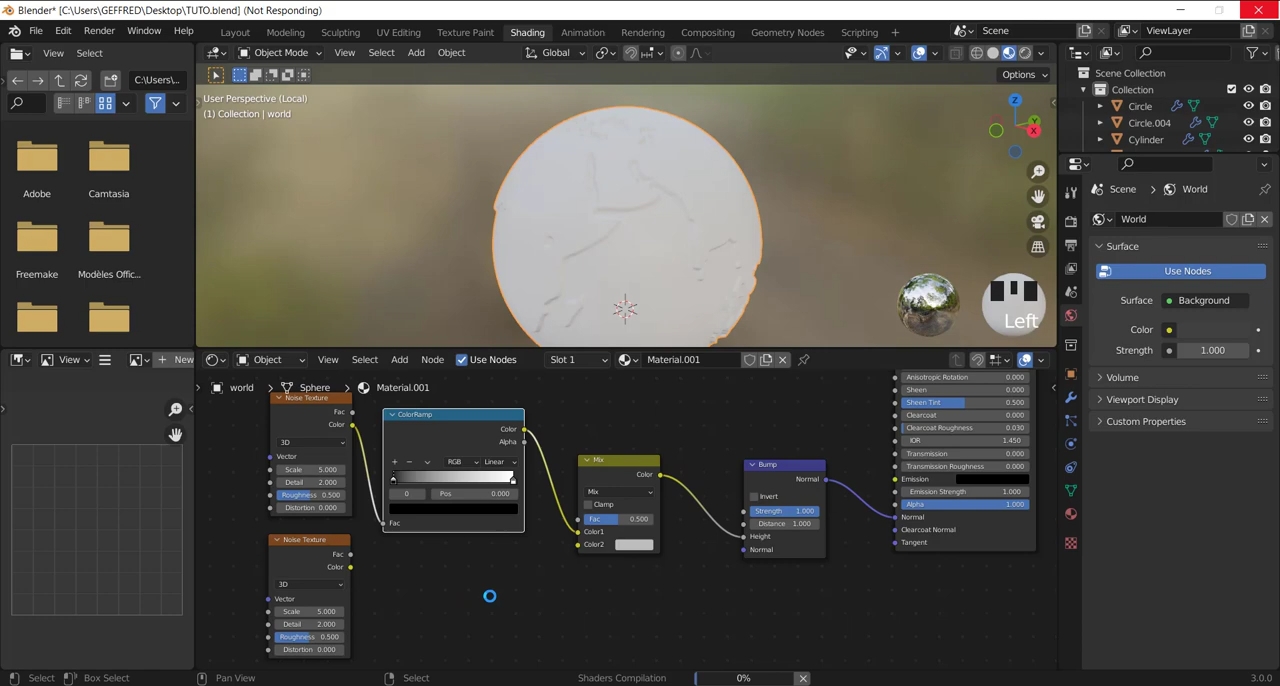 Blender* [C:\Users\GEFFRED\Desktop\TUTO.blend] (Not Responding)
File Edit Render Window Help Layout Modeling Sculpting UV Editing Texture Paint Shading Animation Rendering Compositing Geometry Nodes Scripting + Scene ViewLayer
View Select
Object Mode View Select Add Object Global
C:\Users\...
Options
User Perspective (Local)
(1) Collection | world
Z
Y
X
Adobe
Camtasia
Freemake
Modèles Offic...
Left
Scene Collection
Collection
Circle
Circle.004
Cylinder
Scene > World
World
Surface
Use Nodes
Surface Background
Color
Strength 1.000
Volume
Viewport Display
Custom Properties
View + New
Object View Select Add Node Use Nodes Slot 1 Material.001
world > Sphere > Material.001
Noise Texture
Fac
Color
3D
Vector
Scale 5.000
Detail 2.000
Roughness 0.500
Distortion 0.000
Noise Texture
Fac
Color
3D
Vector
Scale 5.000
Detail 2.000
Roughness 0.500
Distortion 0.000
ColorRamp
Color
Alpha
+ − RGB Linear
0 Pos 0.000
Fac
Mix
Color
Mix
Clamp
Fac 0.500
Color1
Color2
Bump
Normal
Invert
Strength 1.000
Distance 1.000
Height
Normal
Anisotropic Rotation 0.000
Sheen 0.000
Sheen Tint 0.500
Clearcoat 0.000
Clearcoat Roughness 0.030
IOR 1.450
Transmission 0.000
Transmission Roughness 0.000
Emission
Emission Strength 1.000
Alpha 1.000
Normal
Clearcoat Normal
Tangent
Select Box Select Pan View Select Shaders Compilation 0% 3.0.0